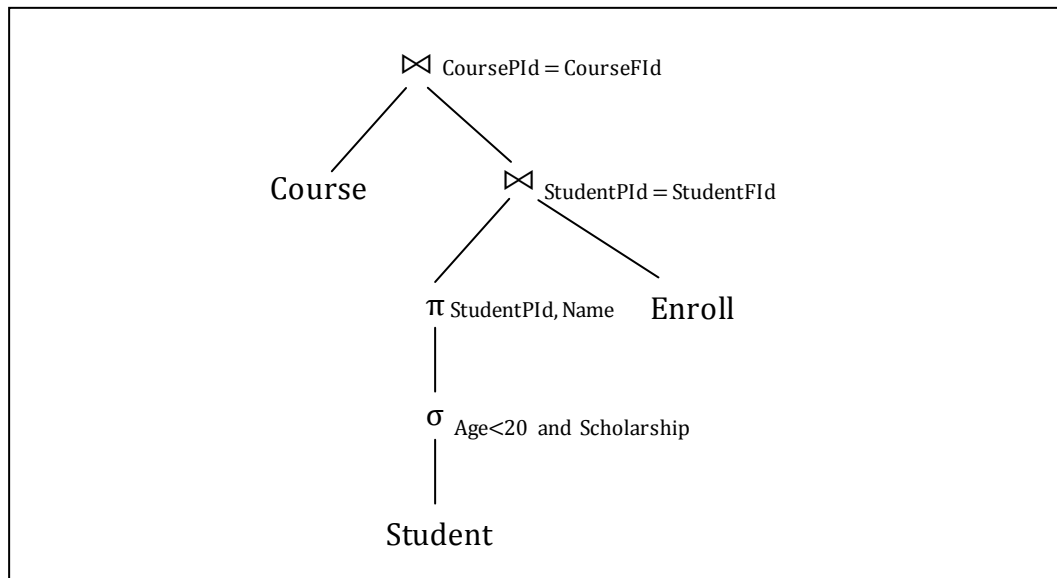 ⋈ CoursePId = CourseFId
Course
⋈ StudentPId = StudentFId
π StudentPId, Name
Enroll
σ Age<20 and Scholarship
Student